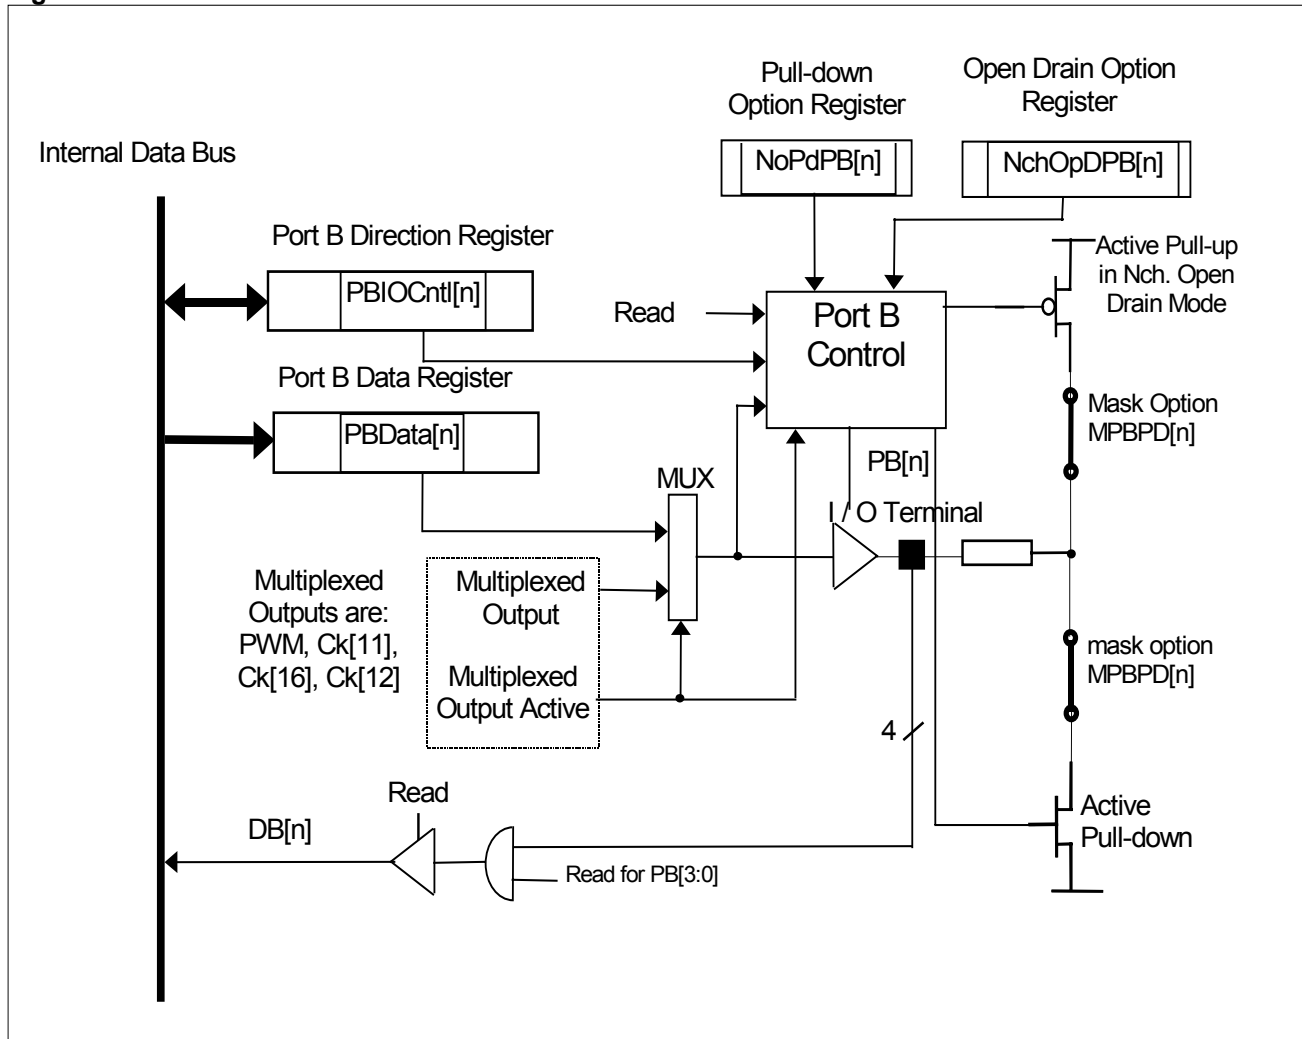 Pull-down
Option Register
Open Drain Option
Register
Internal Data Bus
NoPdPB[n]
NchOpDPB[n]
Port B Direction Register
PBIOCntl[n]
Active Pull-up
in Nch. Open
Drain Mode
Read
Port B
Control
Port B Data Register
PBData[n]
Mask Option
MPBPD[n]
MUX
PB[n]
I / O Terminal
Multiplexed
Outputs are:
PWM, Ck[11],
Ck[16], Ck[12]
Multiplexed
Output
Multiplexed
Output Active
mask option
MPBPD[n]
4
Read
DB[n]
Read for PB[3:0]
Active
Pull-down